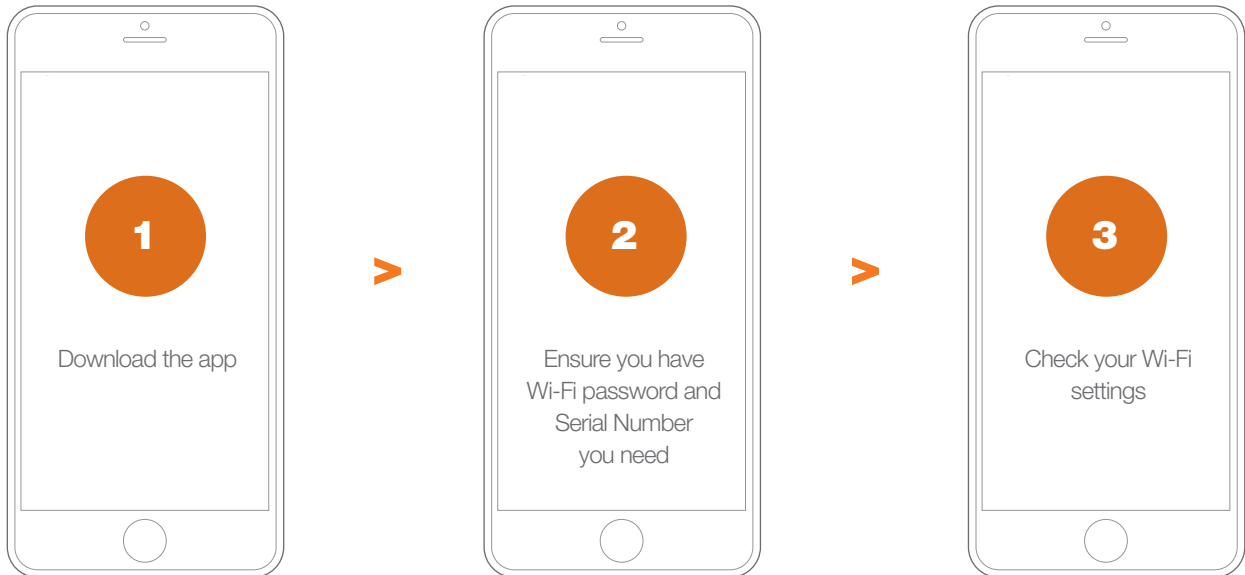 1
Download the app
>
2
Ensure you have
Wi-Fi password and
Serial Number
you need
>
3
Check your Wi-Fi
settings